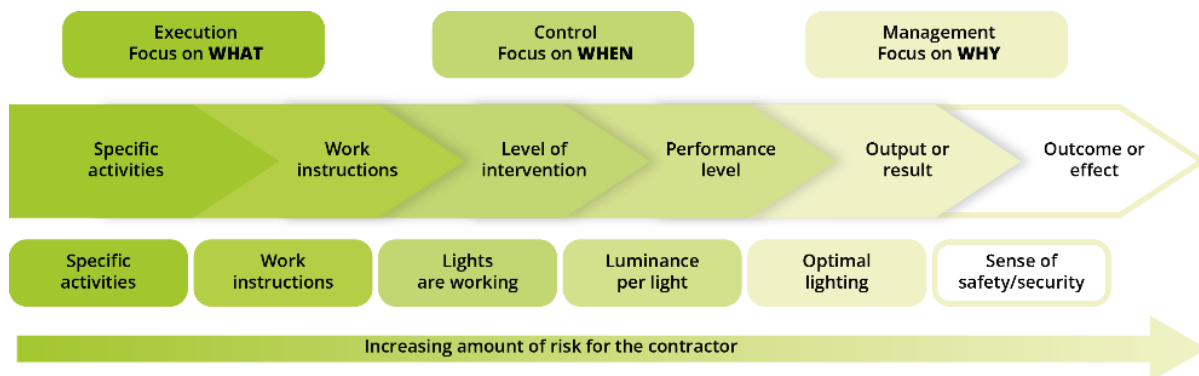 Execution
Focus on WHAT
Control
Focus on WHEN
Management
Focus on WHY
Specific
activities
Work
instructions
Level of
intervention
Performance
level
Output or
result
Outcome or
effect
Specific
activities
Work
instructions
Lights
are working
Luminance
per light
Optimal
lighting
Sense of
safety/security
Increasing amount of risk for the contractor